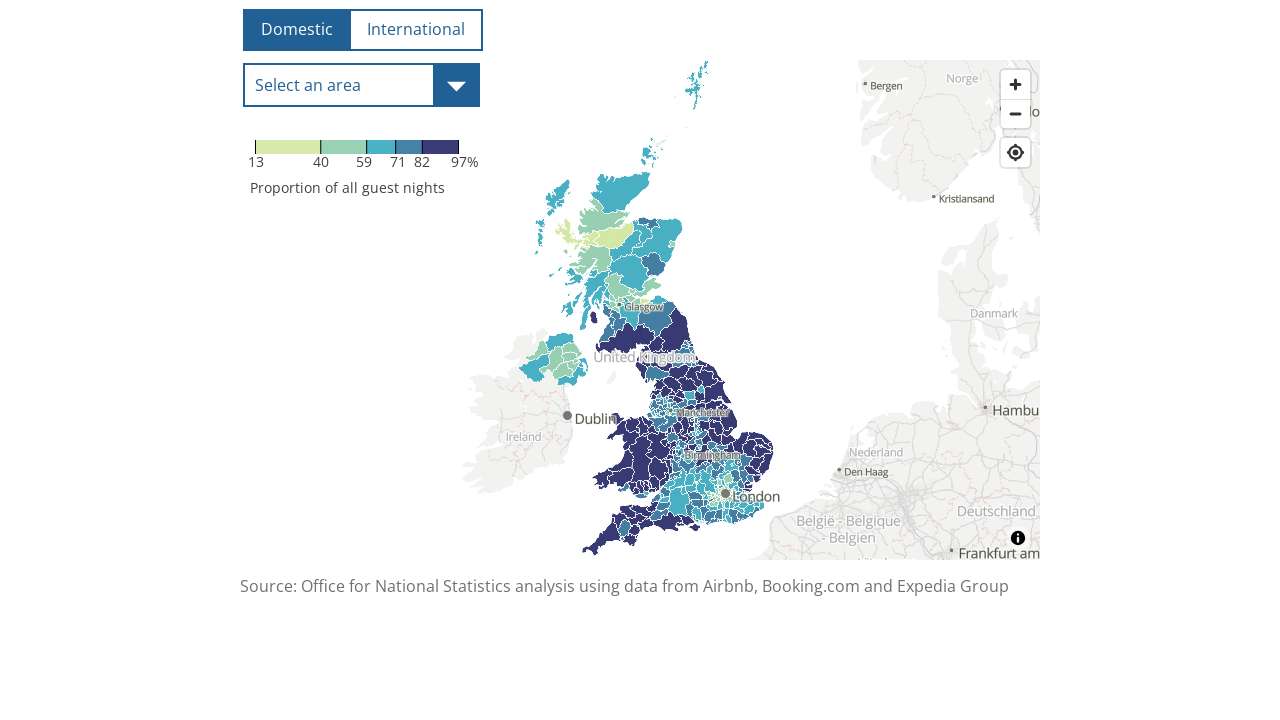 Domestic
International
Select an area
13 40 59 71 82 97%
Proportion of all guest nights
Norge
Bergen
Kristiansand
Danmark
Glasgow
United Kingdom
Dublin
Ireland
Manchester
Birmingham
London
Hambu
Nederland
Den Haag
België - Belgique
- Belgien
Deutschland
Frankfurt am
Source: Office for National Statistics analysis using data from Airbnb, Booking.com and Expedia Group